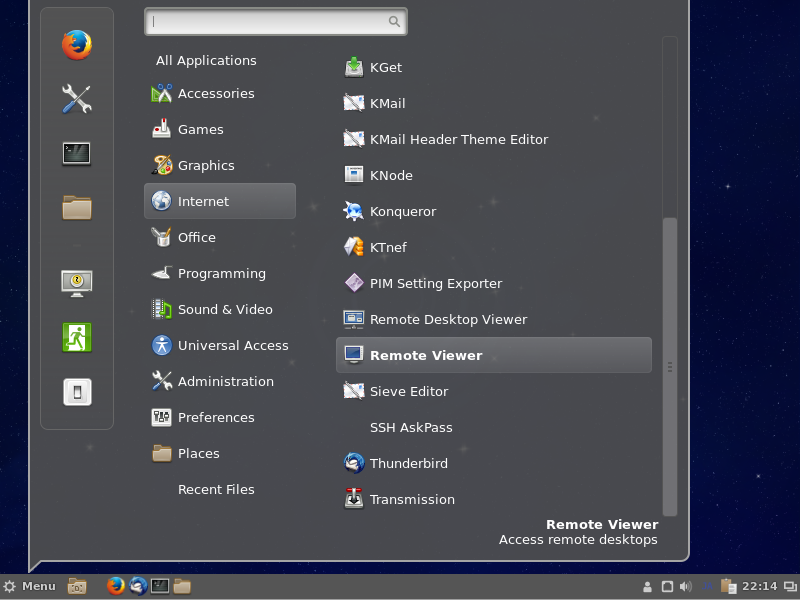 All Applications
Accessories
Games
Graphics
Internet
Office
Programming
Sound & Video
Universal Access
Administration
Preferences
Places
Recent Files
KGet
KMail
KMail Header Theme Editor
KNode
Konqueror
KTnef
PIM Setting Exporter
Remote Desktop Viewer
Remote Viewer
Sieve Editor
SSH AskPass
Thunderbird
Transmission
Remote Viewer
Access remote desktops
Menu
22:14